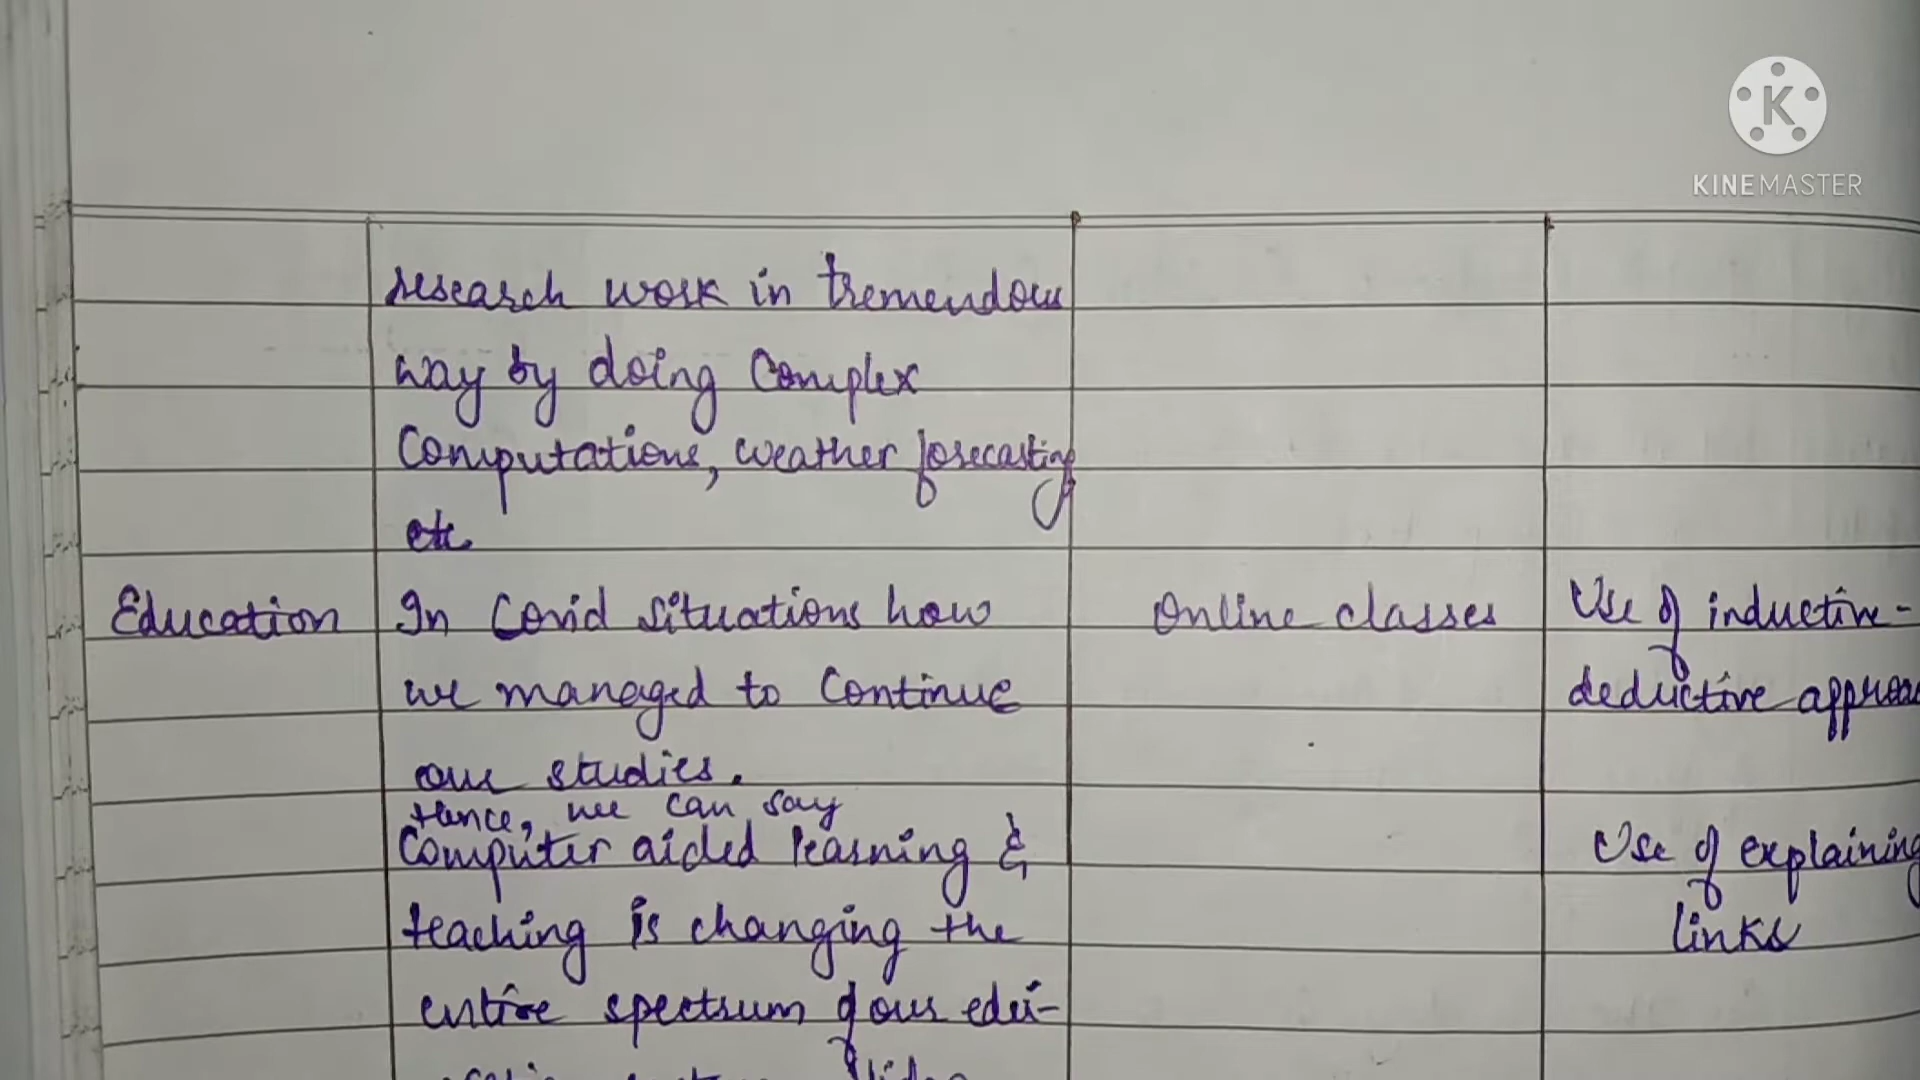 KINEMASTER
research work in tremendous
way by doing Complex
Computations, weather forecasting
etc
Education In Covid situations how Online classes Use of inductive-
we managed to Continue deductive
our studies.
Hence, we can say
Computer aided learning & Use of explaining
teaching is changing the links
entire spectrum of our edu-